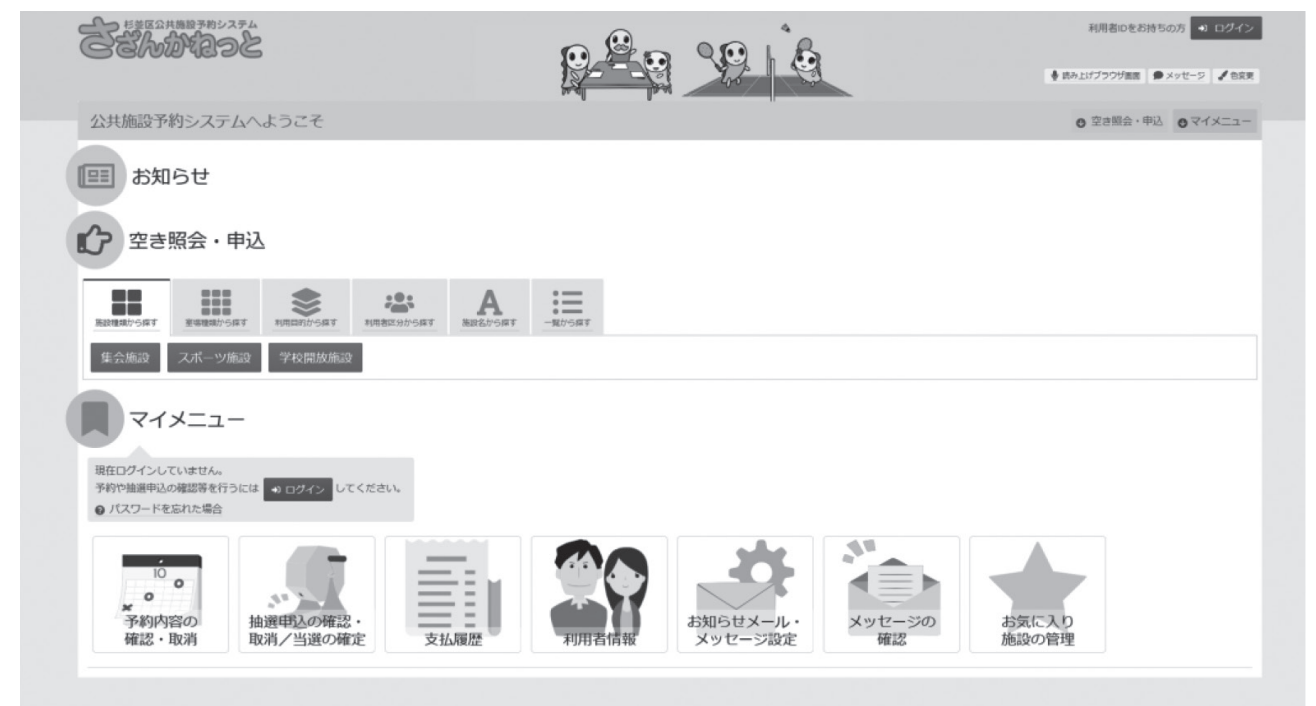 杉並区公共施設予約システム
さざんかねっと
利用者IDをお持ちの方 ログイン
読み上げブラウザ画面 メッセージ 色変更
公共施設予約システムへようこそ
空き照会・申込 マイメニュー
お知らせ
空き照会・申込
施設種類から探す 室場種類から探す 利用目的から探す 利用者区分から探す 施設名から探す 一覧から探す
集会施設 スポーツ施設 学校開放施設
マイメニュー
現在ログインしていません。
予約や抽選申込の確認等を行うには ログイン してください。
パスワードを忘れた場合
10
予約内容の
確認・取消
抽選申込の確認・
取消/当選の確定
支払履歴
利用者情報
お知らせメール・
メッセージ設定
メッセージの
確認
お気に入り
施設の管理